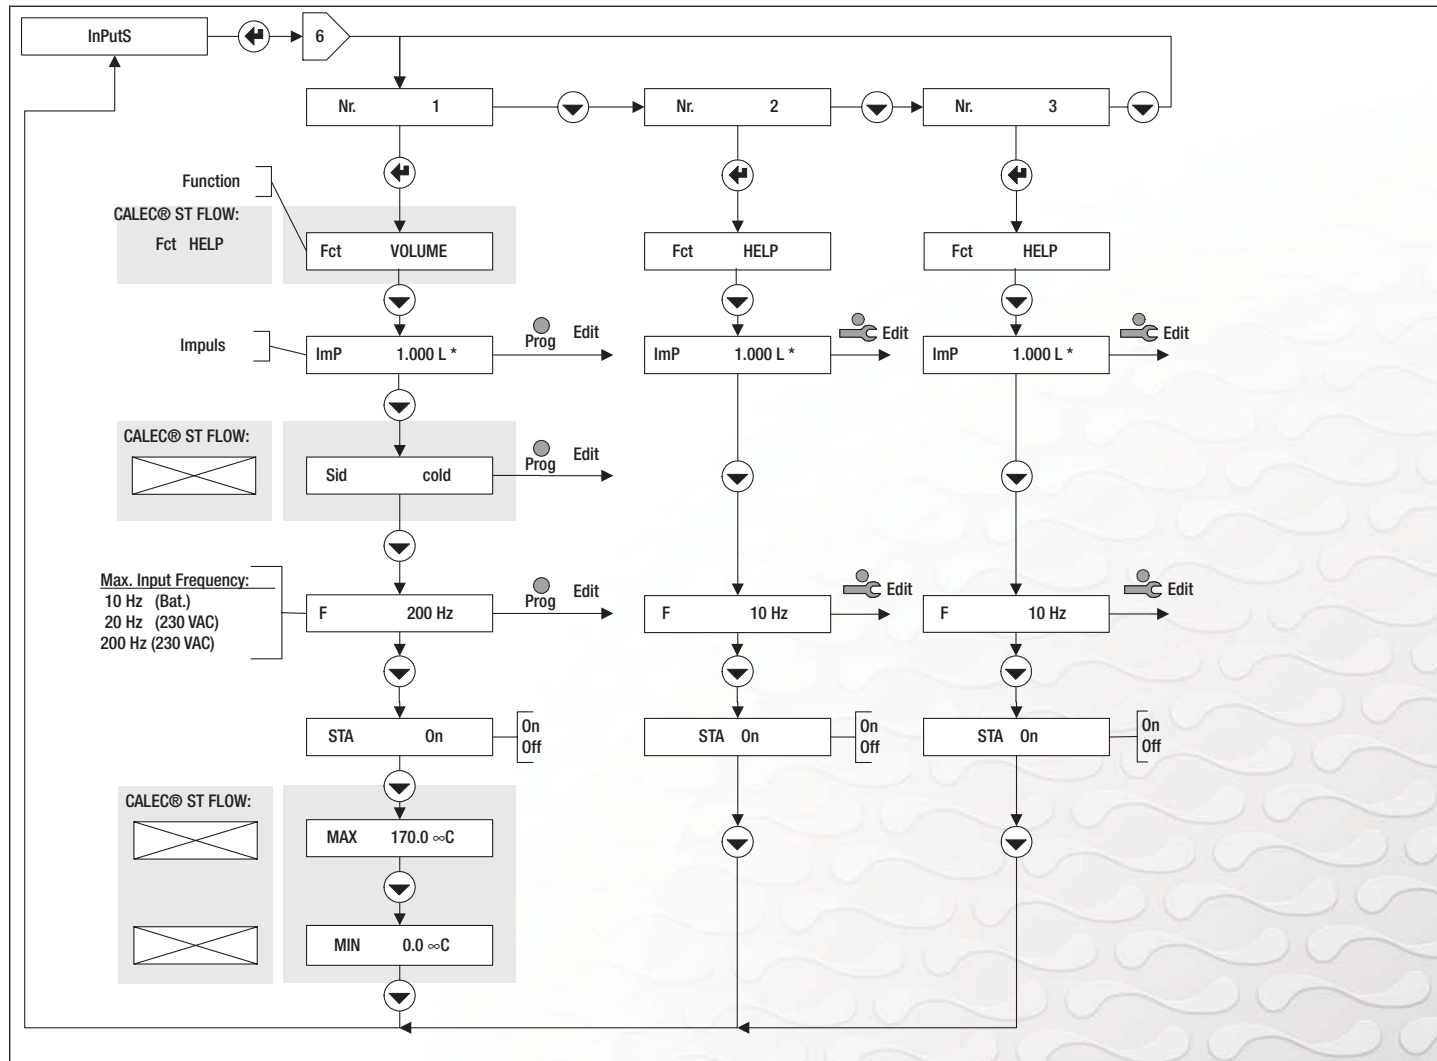 InPutS
6
Nr. 1
Nr. 2
Nr. 3
Function
CALEC® ST FLOW:
Fct HELP
Fct VOLUME
Fct HELP
Fct HELP
Impuls
ImP 1.000 L *
Prog Edit
ImP 1.000 L *
Edit
ImP 1.000 L *
Edit
CALEC® ST FLOW:
Sid cold
Prog Edit
Max. Input Frequency:
10 Hz (Bat.)
20 Hz (230 VAC)
200 Hz (230 VAC)
F 200 Hz
Prog Edit
F 10 Hz
Edit
F 10 Hz
Edit
STA On
On
Off
STA On
On
Off
STA On
On
Off
CALEC® ST FLOW:
MAX 170.0 ∞C
MIN 0.0 ∞C